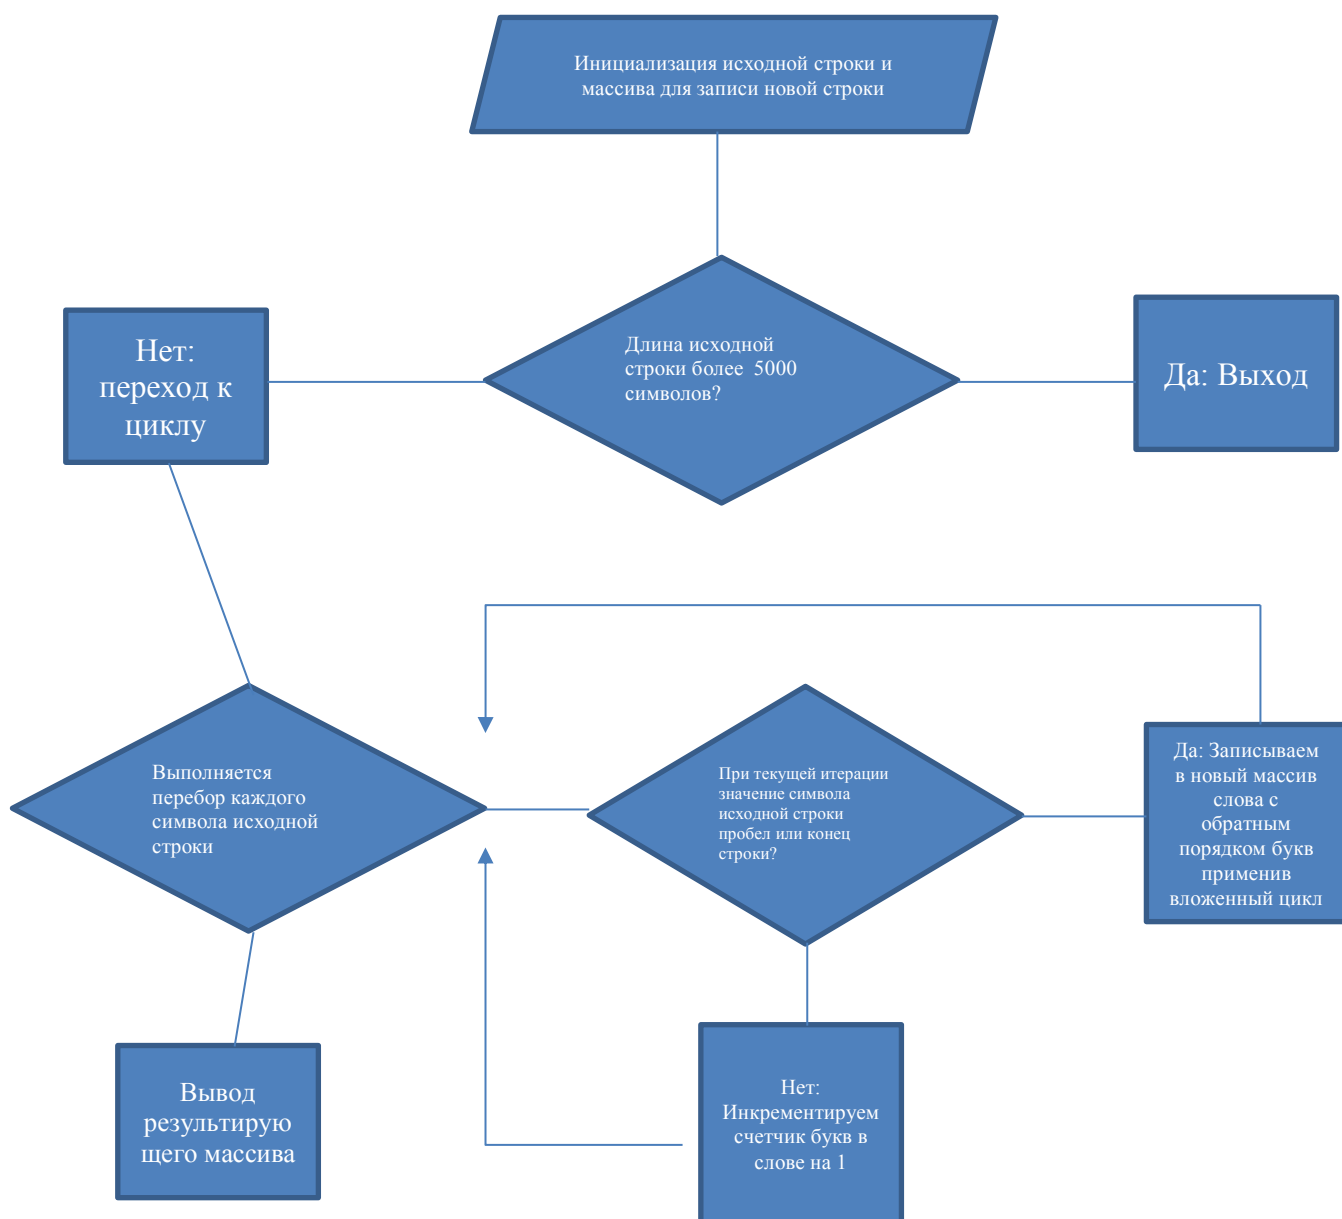 Инициализация исходной строки и
массива для записи новой строки
Длина исходной
строки более 5000
символов?
Нет:
переход к
циклу
Да: Выход
Выполняется
перебор каждого
символа исходной
строки
При текущей итерации
значение символа
исходной строки
пробел или конец
строки?
Да: Записываем
в новый массив
слова с
обратным
порядком букв
применив
вложенный цикл
Вывод
результирую
щего массива
Нет:
Инкрементируем
счетчик букв в
слове на 1